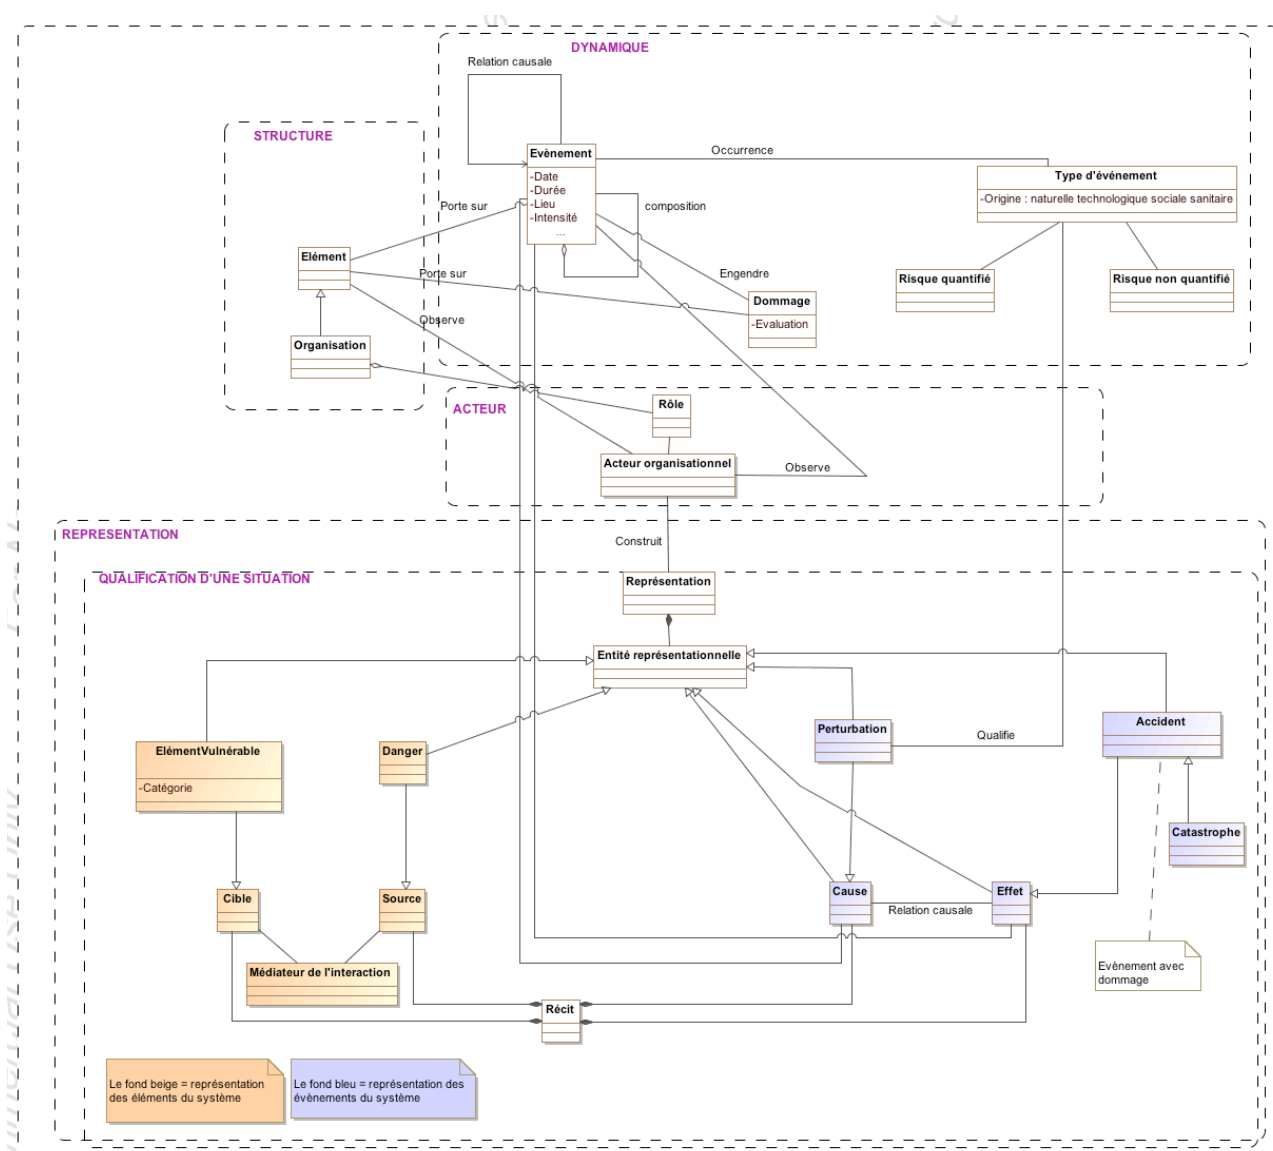 DYNAMIQUE
Relation causale
STRUCTURE
Evènement
-Date
-Durée
-Lieu
-Intensité
...
Occurrence
Type d'événement
-Origine : naturelle technologique sociale sanitaire
Porte sur
composition
Elément
Porte sur
Engendre
Risque quantifié
Risque non quantifié
Dommage
-Evaluation
Observe
Organisation
ACTEUR
Rôle
Acteur organisationnel
Observe
REPRESENTATION
Construit
QUALIFICATION D'UNE SITUATION
Représentation
Entité représentationnelle
Perturbation
Qualifie
Accident
ElémentVulnérable
-Catégorie
Danger
Catastrophe
Cible
Source
Cause
Relation causale
Effet
Médiateur de l'interaction
Evènement avec
dommage
Récit
Le fond beige = représentation
des éléments du système
Le fond bleu = représentation des
évènements du système